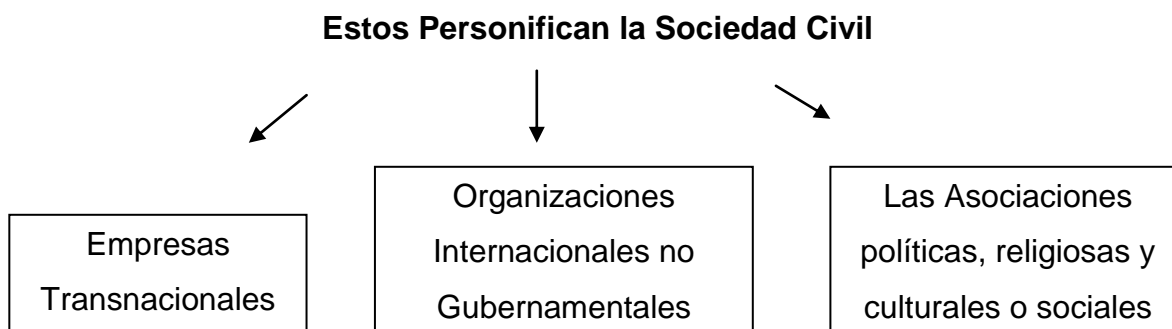 Estos Personifican la Sociedad Civil
Empresas
Transnacionales
Organizaciones
Internacionales no
Gubernamentales
Las Asociaciones
políticas, religiosas y
culturales o sociales